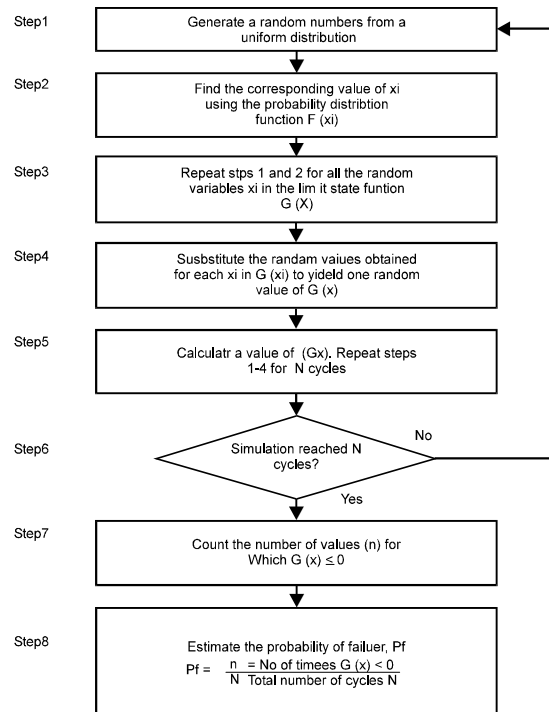 Step1
Generate a random numbers from a
uniform distribution
Step2
Find the corresponding value of xi
using the probability distribtion
function F (xi)
Step3
Repeat stps 1 and 2 for all the random
variables xi in the lim it state funtion
G (X)
Step4
Susbstitute the randam values obtained
for each xi in G (xi) to yideld one random
value of G (x)
Step5
Calculatr a value of (Gx). Repeat steps
1-4 for N cycles
Step6
Simulation reached N
cycles?
No
Yes
Step7
Count the number of values (n) for
Which G (x) ≤ 0
Step8
Estimate the probability of failuer, Pf
Pf = n = No of timees G (x) < 0
N Total number of cycles N